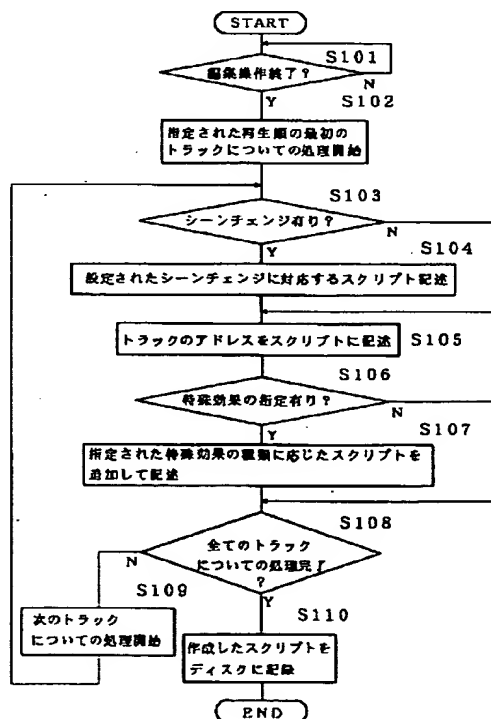 START
S101
編集操作終了?
N
Y
S102
指定された再生順の最初の
トラックについての処理開始
S103
シーンチェンジ有り?
N
Y
S104
設定されたシーンチェンジに対応するスクリプト記述
トラックのアドレスをスクリプトに記述
S105
S106
特殊効果の指定有り?
N
Y
S107
指定された特殊効果の種類に応じたスクリプトを
追加して記述
S108
全てのトラック
についての処理完了
?
N
Y
S109
次のトラック
についての処理開始
S110
作成したスクリプトを
ディスクに記録
END